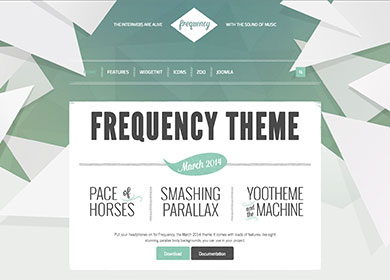 THE INTERWEBS ARE ALIVE
frequency
WITH THE SOUND OF MUSIC
FEATURES
WIDGETKIT
ICONS
ZOO
JOOMLA
FREQUENCY THEME
March 2014
PACE of HORSES
SMASHING PARALLAX
YOOTHEME and the MACHINE
Put your headphones on for Frequency, the March 2014 theme. It comes with loads of features, like eight
stunning parallax body backgrounds you can use in your project.
Download
Documentation